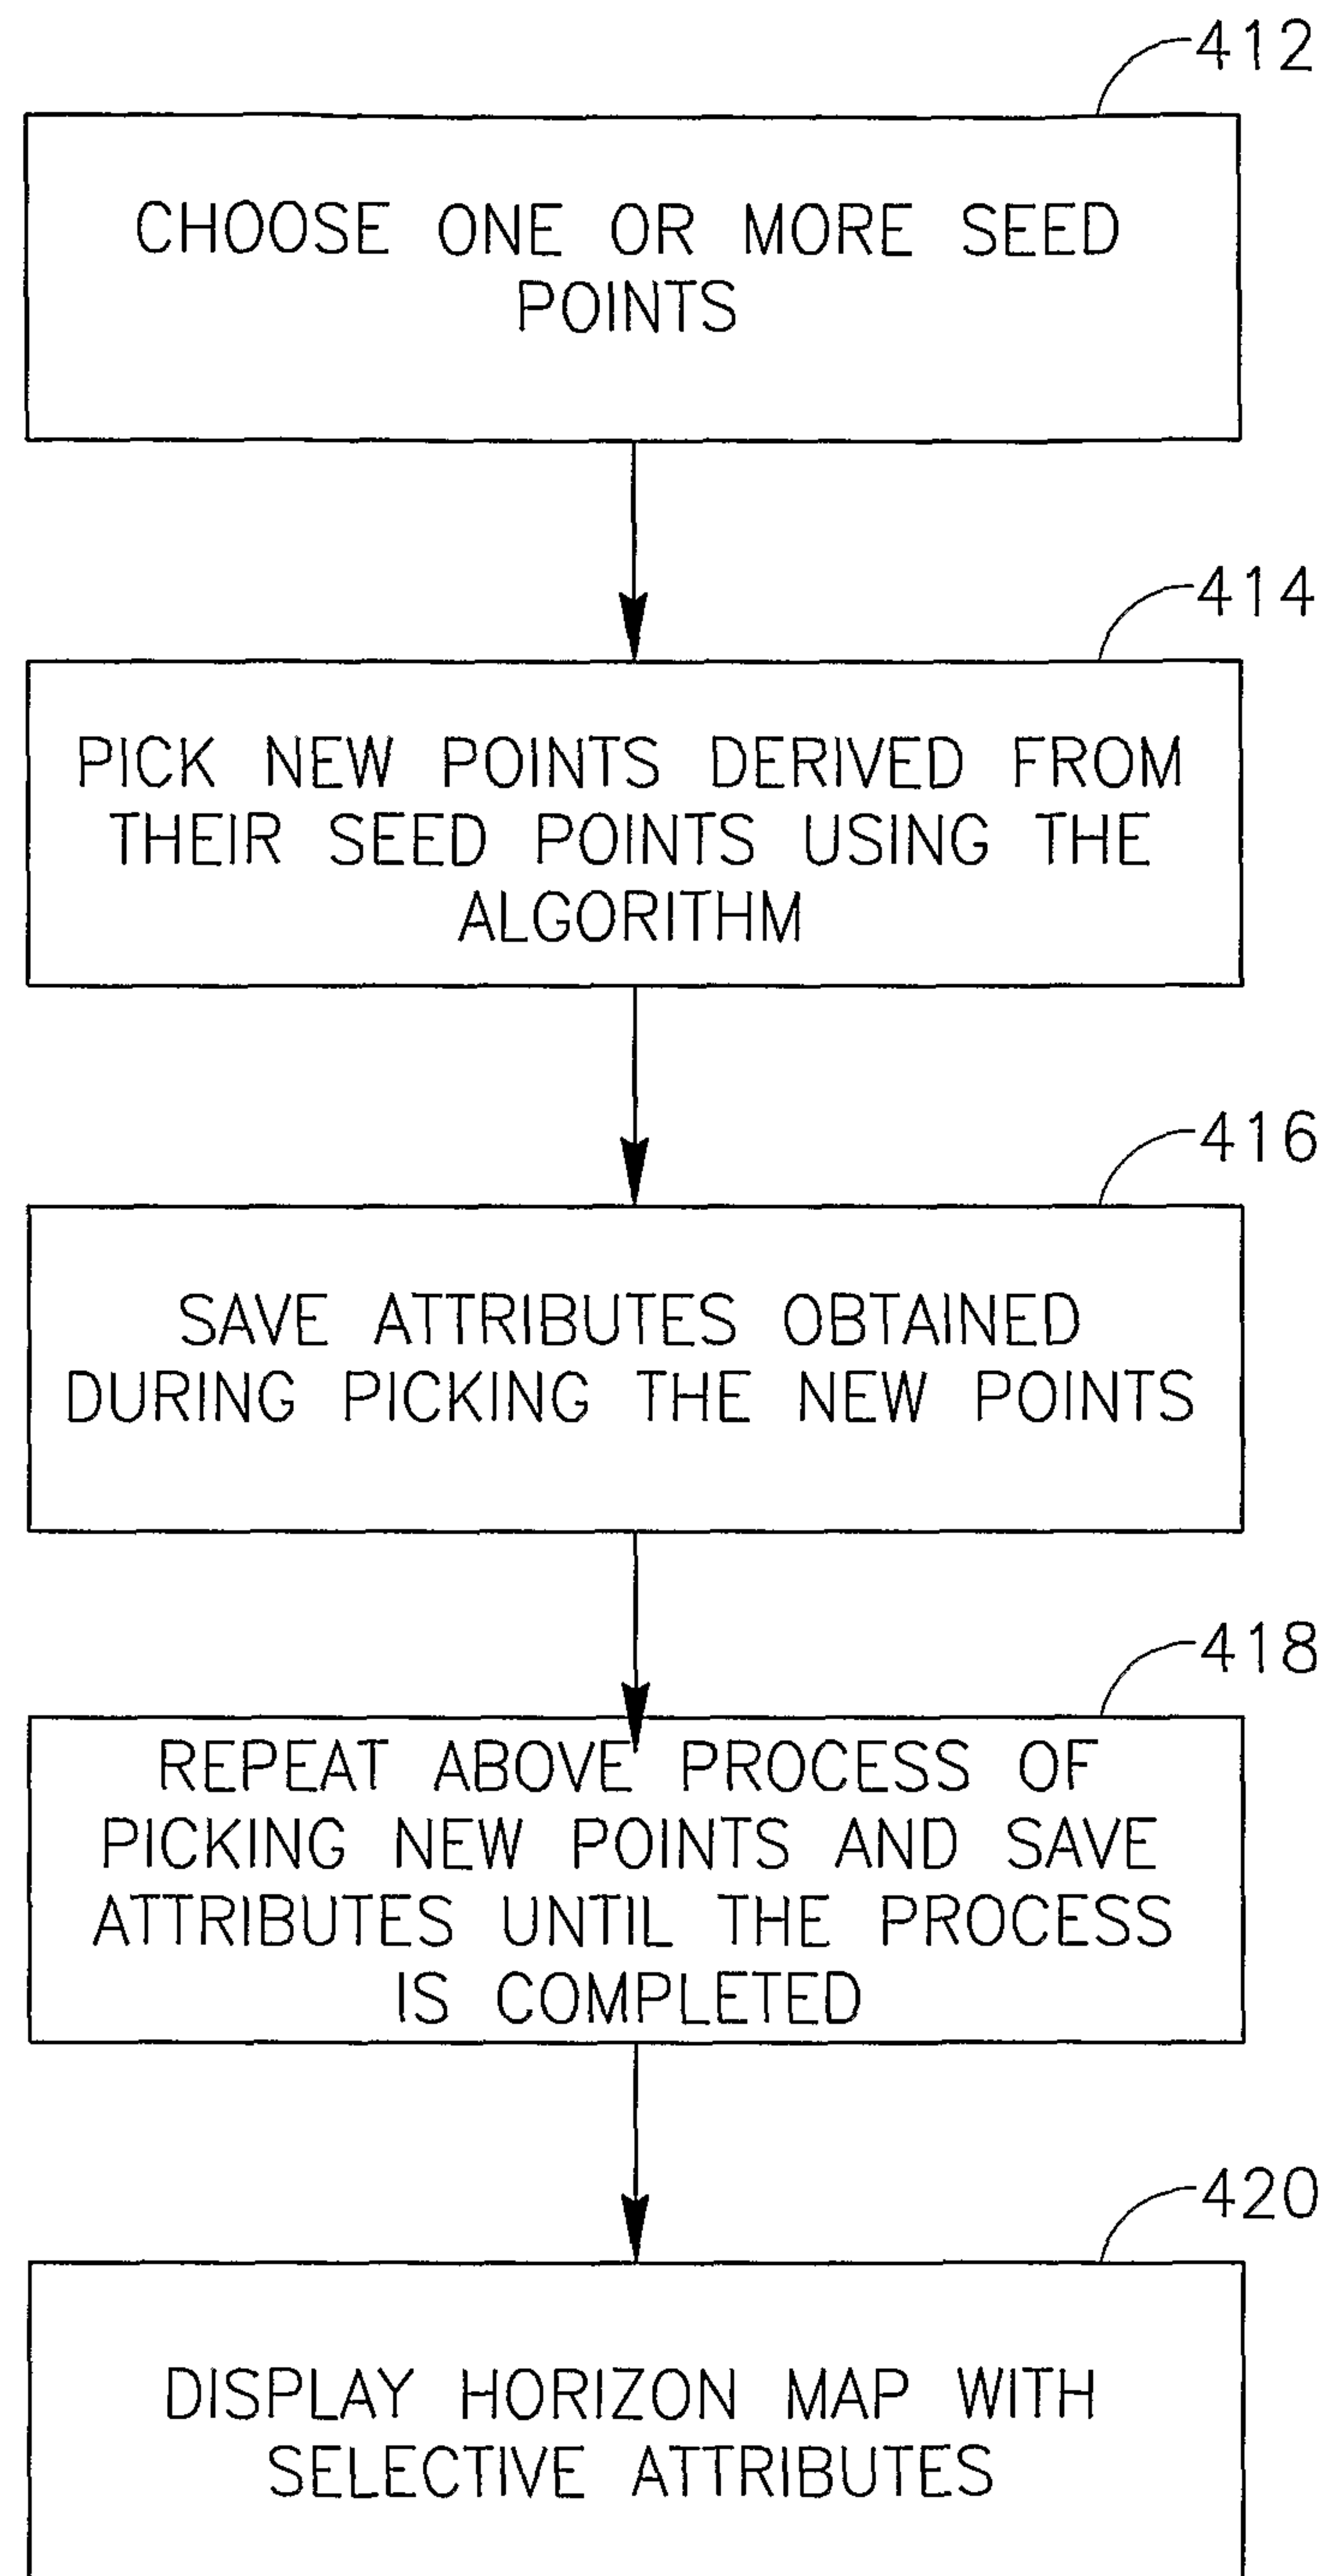 412
CHOOSE ONE OR MORE SEED
POINTS
414
PICK NEW POINTS DERIVED FROM
THEIR SEED POINTS USING THE
ALGORITHM
416
SAVE ATTRIBUTES OBTAINED
DURING PICKING THE NEW POINTS
418
REPEAT ABOVE PROCESS OF
PICKING NEW POINTS AND SAVE
ATTRIBUTES UNTIL THE PROCESS
IS COMPLETED
420
DISPLAY HORIZON MAP WITH
SELECTIVE ATTRIBUTES